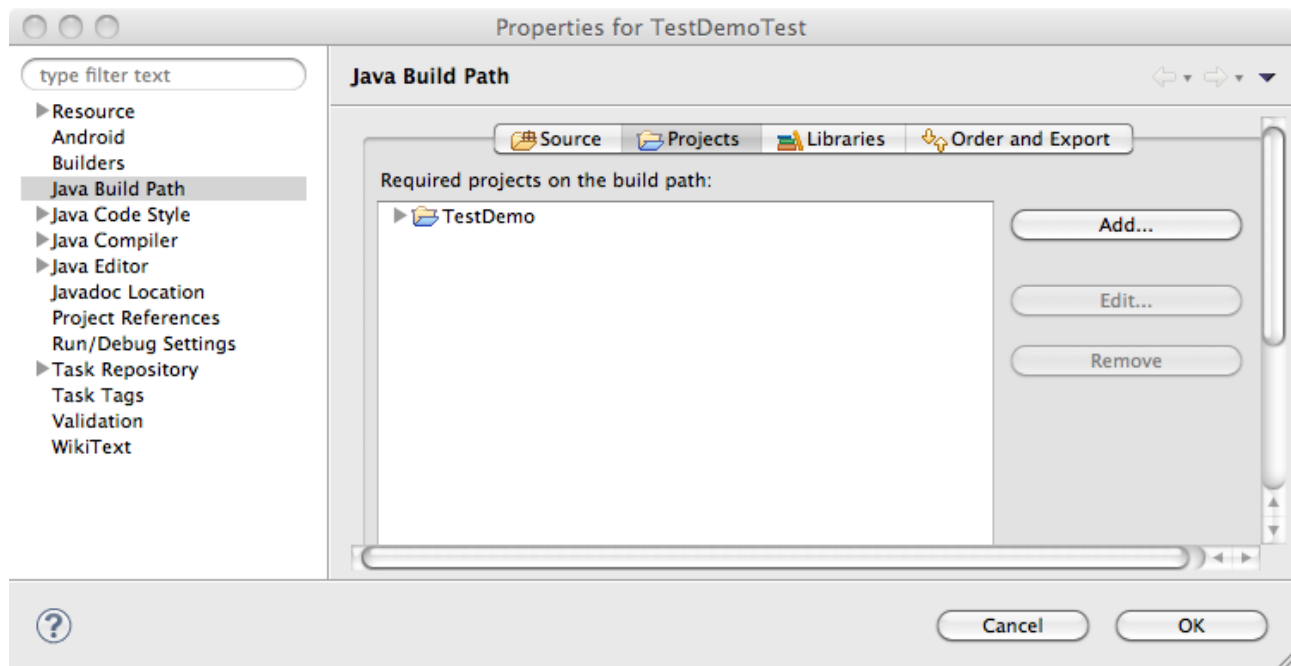 Properties for TestDemoTest
type filter text
Resource
Android
Builders
Java Build Path
Java Code Style
Java Compiler
Java Editor
Javadoc Location
Project References
Run/Debug Settings
Task Repository
Task Tags
Validation
WikiText
Java Build Path
Source Projects Libraries Order and Export
Required projects on the build path:
TestDemo
Add...
Edit...
Remove
?
Cancel OK